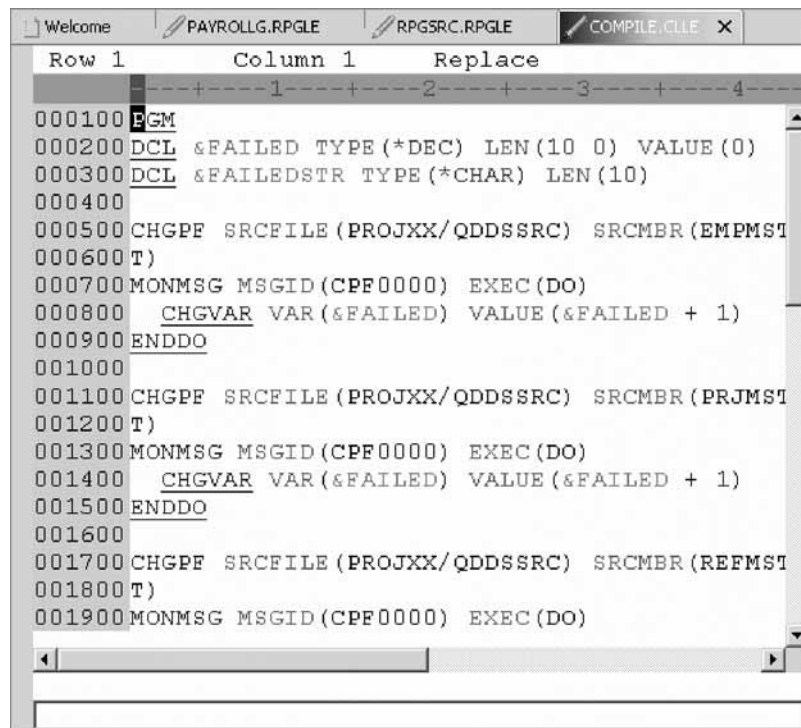 Welcome PAYROLLG.RPGLE RPGSRC.RPGLE COMPILE.CLLE X
Row 1 Column 1 Replace
----+----1----+----2----+----3----+----4----
000100 PGM
000200 DCL &FAILED TYPE(*DEC) LEN(10 0) VALUE(0)
000300 DCL &FAILEDSTR TYPE(*CHAR) LEN(10)
000400
000500 CHGPF SRCFILE(PROJXX/QDDSSRC) SRCMBR(EMPMST
000600 T)
000700 MONMSG MSGID(CPF0000) EXEC(DO)
000800 CHGVAR VAR(&FAILED) VALUE(&FAILED + 1)
000900 ENDDO
001000
001100 CHGPF SRCFILE(PROJXX/QDDSSRC) SRCMBR(PRJMST
001200 T)
001300 MONMSG MSGID(CPF0000) EXEC(DO)
001400 CHGVAR VAR(&FAILED) VALUE(&FAILED + 1)
001500 ENDDO
001600
001700 CHGPF SRCFILE(PROJXX/QDDSSRC) SRCMBR(REFMST
001800 T)
001900 MONMSG MSGID(CPF0000) EXEC(DO)